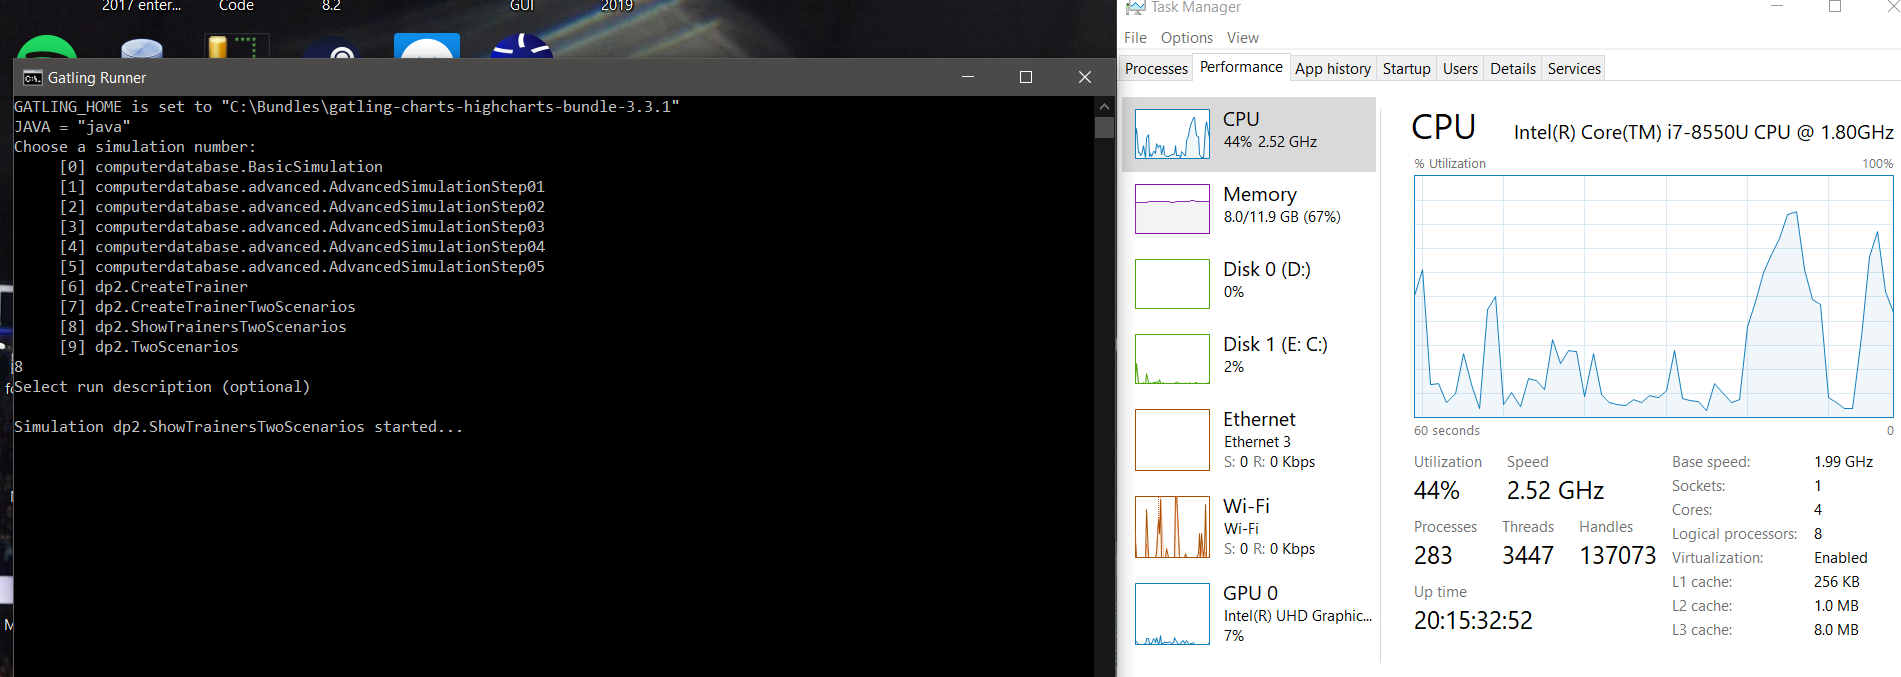 2017 enter...
Code
8.2
GUI
2019
Gatling Runner
GATLING_HOME is set to "C:\Bundles\gatling-charts-highcharts-bundle-3.3.1"
JAVA = "java"
Choose a simulation number:
[0] computerdatabase.BasicSimulation
[1] computerdatabase.advanced.AdvancedSimulationStep01
[2] computerdatabase.advanced.AdvancedSimulationStep02
[3] computerdatabase.advanced.AdvancedSimulationStep03
[4] computerdatabase.advanced.AdvancedSimulationStep04
[5] computerdatabase.advanced.AdvancedSimulationStep05
[6] dp2.CreateTrainer
[7] dp2.CreateTrainerTwoScenarios
[8] dp2.ShowTrainersTwoScenarios
[9] dp2.TwoScenarios
8
Select run description (optional)
Simulation dp2.ShowTrainersTwoScenarios started...
Task Manager
File Options View
Processes Performance App history Startup Users Details Services
CPU
44% 2.52 GHz
Memory
8.0/11.9 GB (67%)
Disk 0 (D:)
0%
Disk 1 (E: C:)
2%
Ethernet
Ethernet 3
S: 0 R: 0 Kbps
Wi-Fi
Wi-Fi
S: 0 R: 0 Kbps
GPU 0
Intel(R) UHD Graphic...
7%
CPU Intel(R) Core(TM) i7-8550U CPU @ 1.80GHz
% Utilization 100%
60 seconds 0
Utilization Speed
44% 2.52 GHz
Processes Threads Handles
283 3447 137073
Up time
20:15:32:52
Base speed: 1.99 GHz
Sockets: 1
Cores: 4
Logical processors: 8
Virtualization: Enabled
L1 cache: 256 KB
L2 cache: 1.0 MB
L3 cache: 8.0 MB